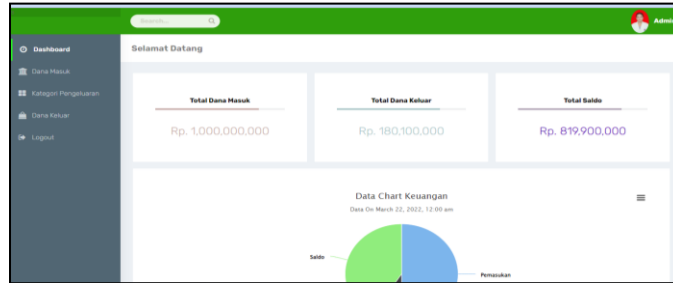 Search...
Admin
Dashboard
Dana Masuk
Kategori Pengeluaran
Dana Keluar
Logout
Selamat Datang
Total Dana Masuk
Rp. 1,000,000,000
Total Dana Keluar
Rp. 180,100,000
Total Saldo
Rp. 819,900,000
Data Chart Keuangan
Data On March 22, 2022, 12:00 am
Saldo
Pemasukan